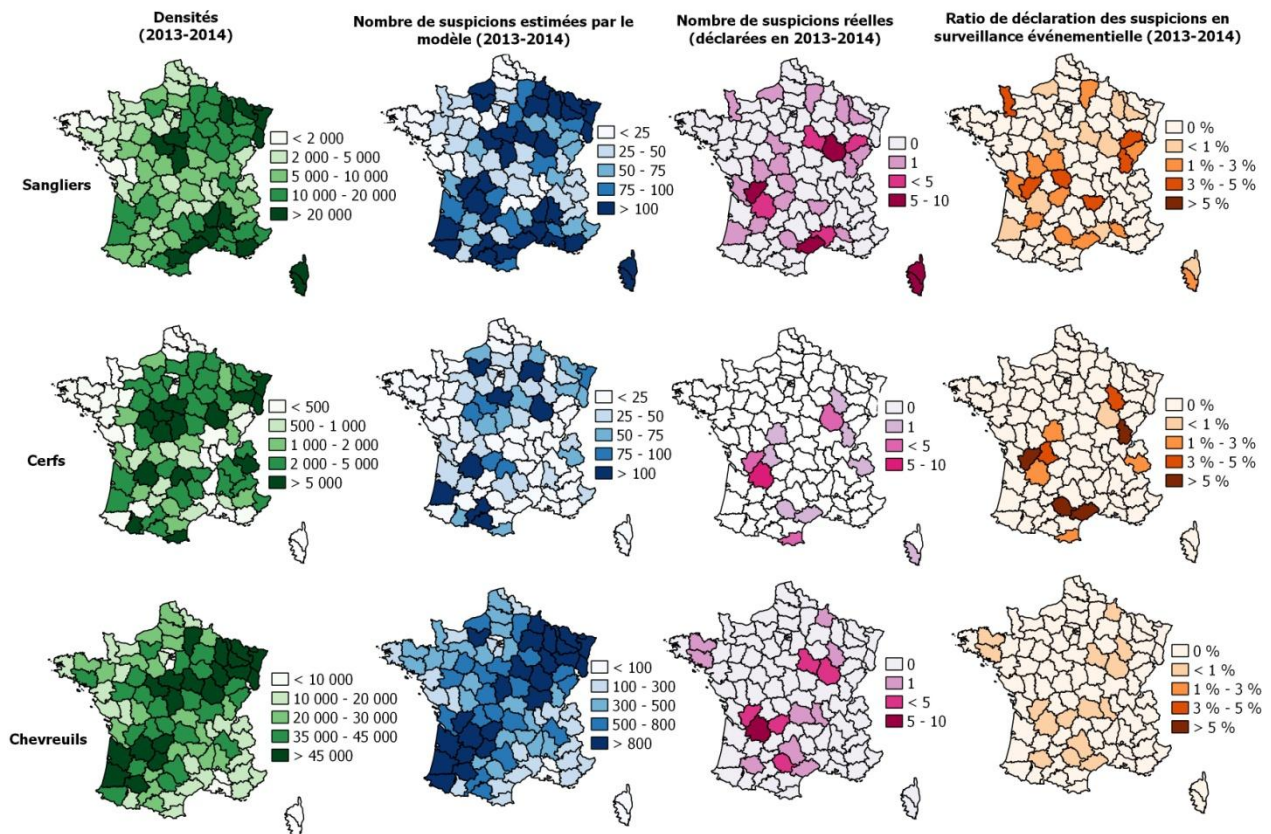 Densités
(2013-2014)
Nombre de suspicions estimées par le
modèle (2013-2014)
Nombre de suspicions réelles
(déclarées en 2013-2014)
Ratio de déclaration des suspicions en
surveillance événementielle (2013-2014)
Sangliers
< 2 000
2 000 - 5 000
5 000 - 10 000
10 000 - 20 000
> 20 000
< 25
25 - 50
50 - 75
75 - 100
> 100
0
1
< 5
5 - 10
0 %
< 1 %
1 % - 3 %
3 % - 5 %
> 5 %
Cerfs
< 500
500 - 1 000
1 000 - 2 000
2 000 - 5 000
> 5 000
< 25
25 - 50
50 - 75
75 - 100
> 100
0
1
< 5
5 - 10
0 %
< 1 %
1 % - 3 %
3 % - 5 %
> 5 %
Chevreuils
< 10 000
10 000 - 20 000
20 000 - 30 000
35 000 - 45 000
> 45 000
< 100
100 - 300
300 - 500
500 - 800
> 800
0
1
< 5
5 - 10
0 %
< 1 %
1 % - 3 %
3 % - 5 %
> 5 %